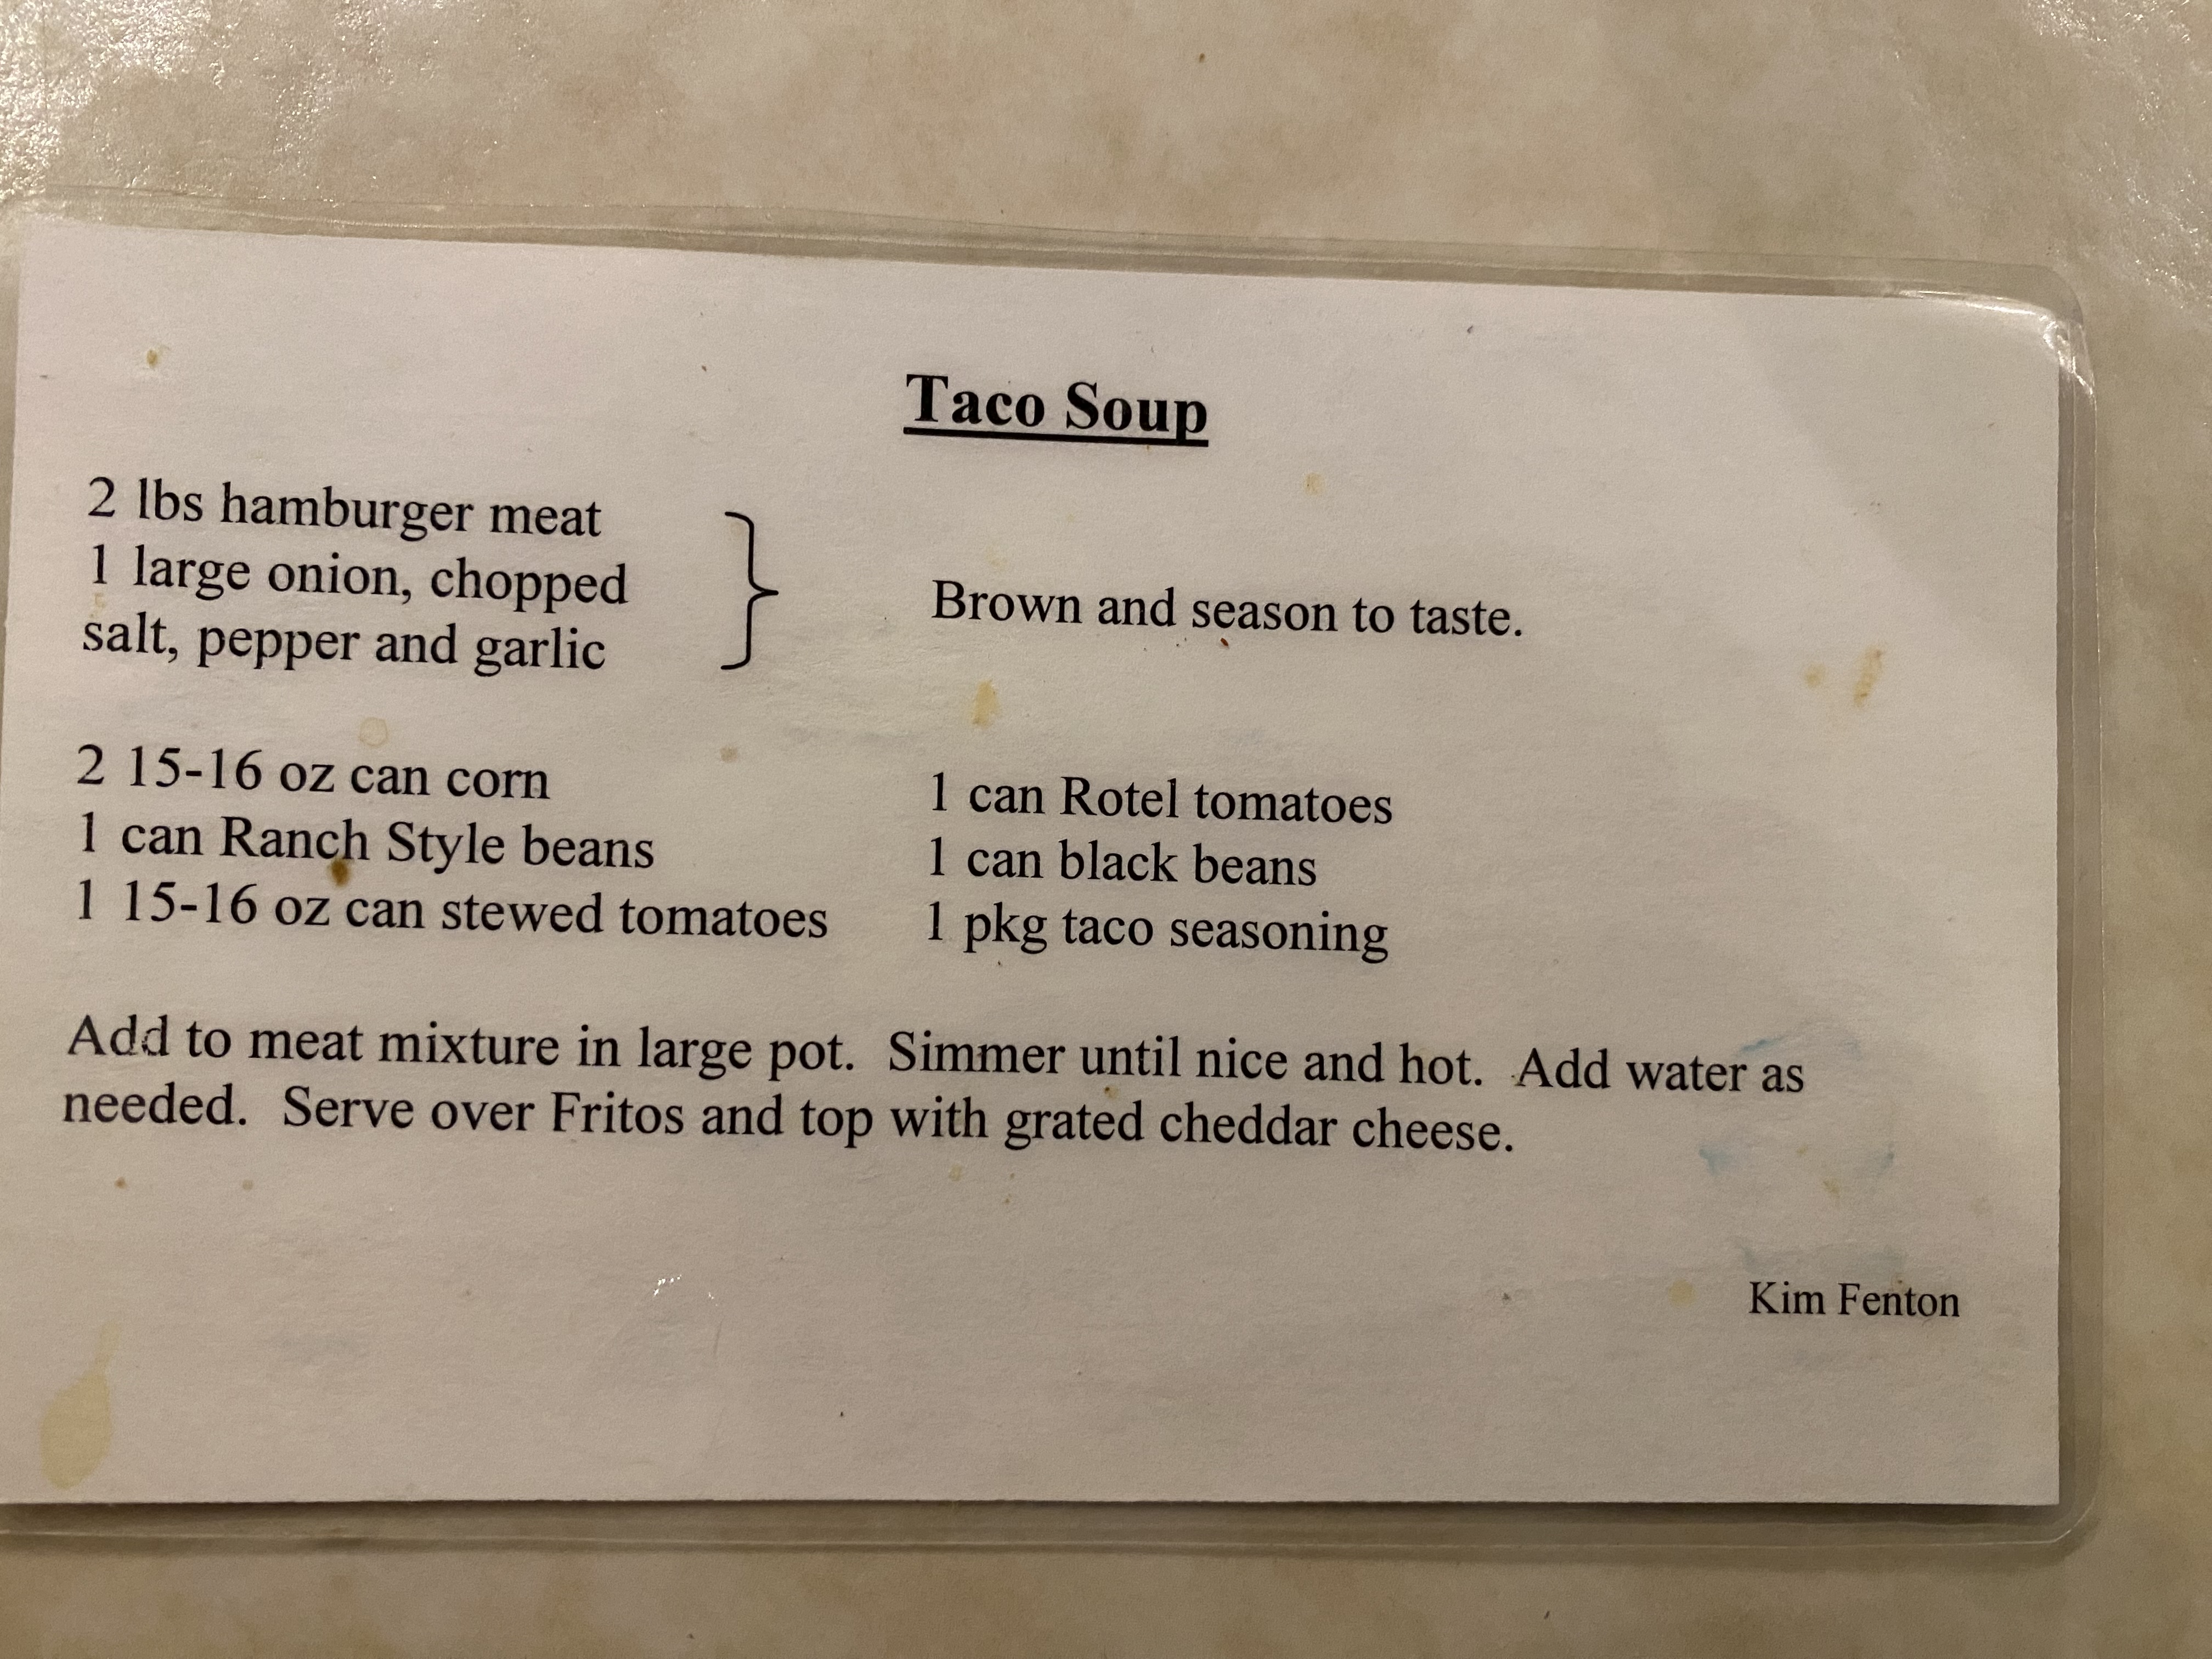 Taco Soup
2 lbs hamburger meat
1 large onion, chopped } Brown and season to taste.
salt, pepper and garlic
2 15-16 oz can corn 1 can Rotel tomatoes
1 can Ranch Style beans 1 can black beans
1 15-16 oz can stewed tomatoes 1 pkg taco seasoning
Add to meat mixture in large pot. Simmer until nice and hot. Add water as
needed. Serve over Fritos and top with grated cheddar cheese.
Kim Fenton